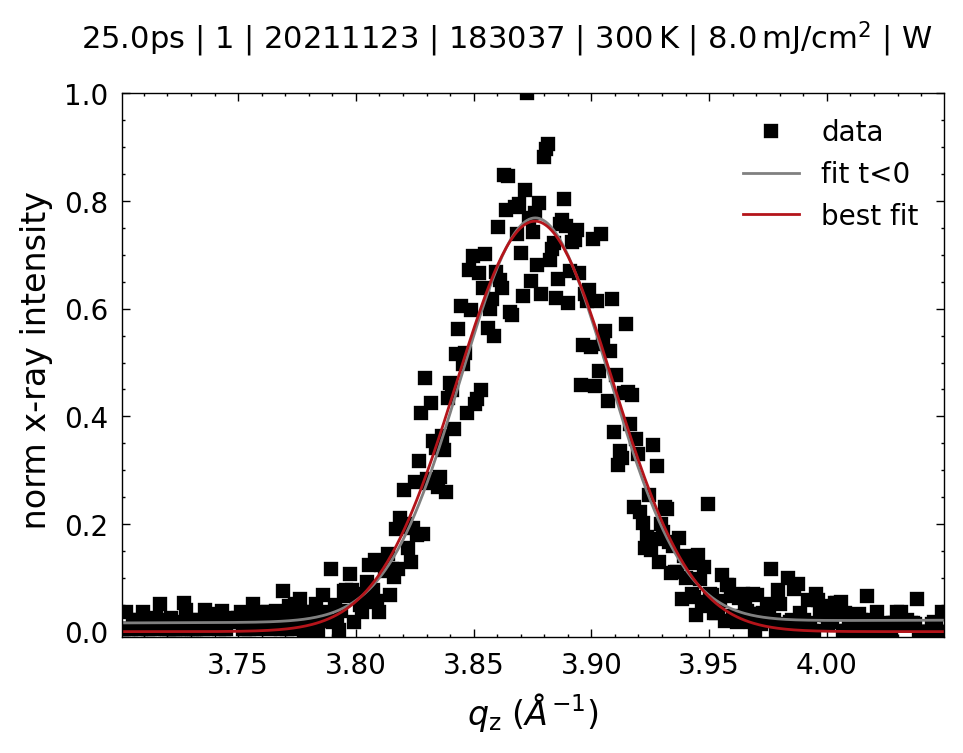 25.0ps | 1 | 20211123 | 183037 | 300 K | 8.0 mJ/cm² | W
1.0
0.8
0.6
0.4
0.2
0.0
norm x-ray intensity
data
fit t<0
best fit
3.75 3.80 3.85 3.90 3.95 4.00
q_z (Å⁻¹)